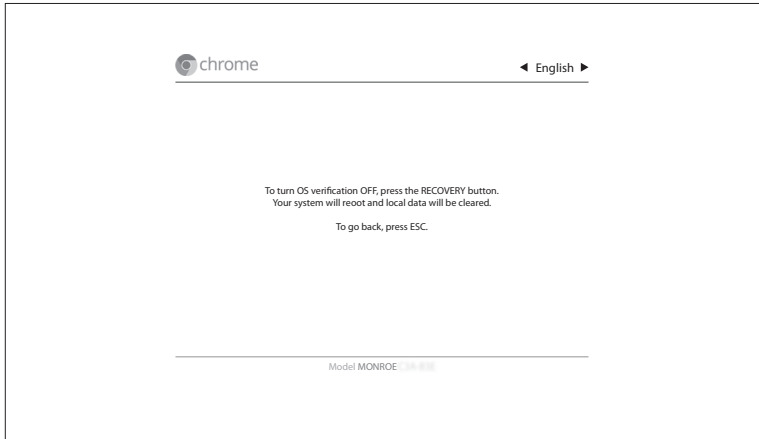 chrome
◀ English ▶
To turn OS verification OFF, press the RECOVERY button.
Your system will reoot and local data will be cleared.
To go back, press ESC.
Model MONROE